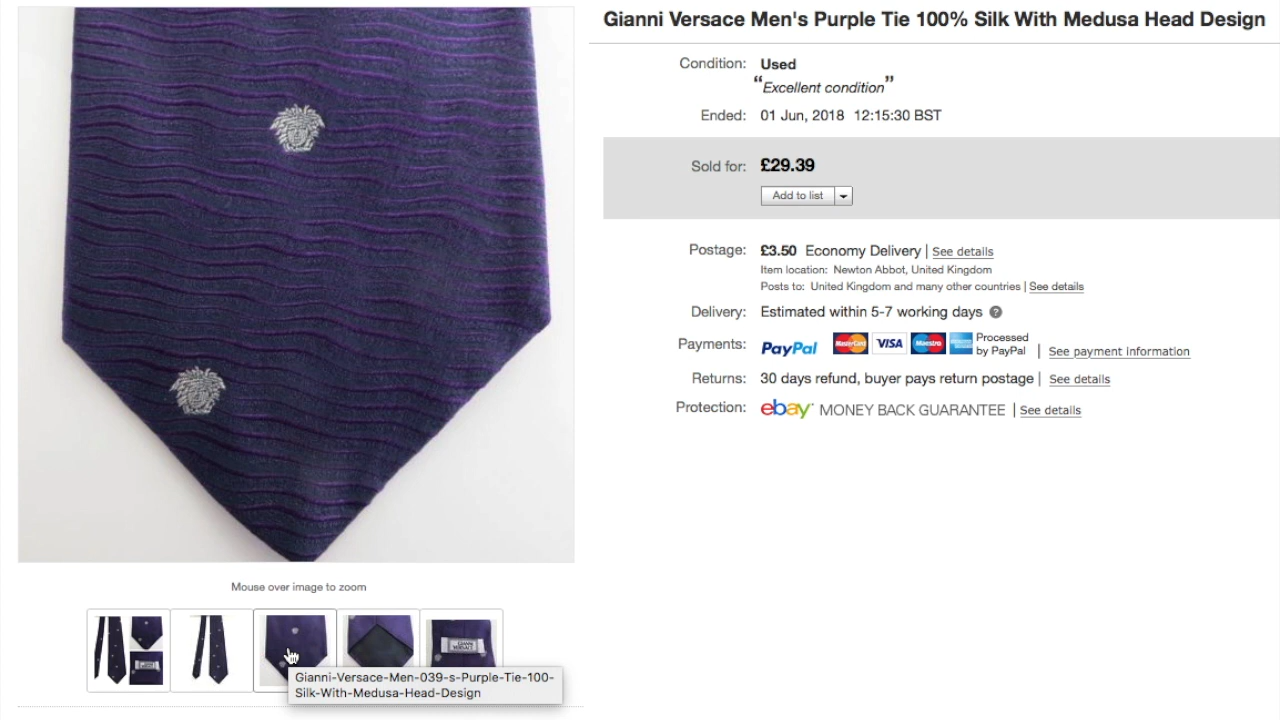 Gianni Versace Men's Purple Tie 100% Silk With Medusa Head Design
Condition: Used
“Excellent condition”
Ended: 01 Jun, 2018 12:15:30 BST
Sold for: £29.39
Add to list
Postage: £3.50 Economy Delivery | See details
Item location: Newton Abbot, United Kingdom
Posts to: United Kingdom and many other countries | See details
Delivery: Estimated within 5-7 working days ?
Payments: PayPal MasterCard VISA Maestro Processed
by PayPal | See payment information
Returns: 30 days refund, buyer pays return postage | See details
Protection: ebay MONEY BACK GUARANTEE | See details
Mouse over image to zoom
GIANNI
VERSACE
Gianni-Versace-Men-039-s-Purple-Tie-100-
Silk-With-Medusa-Head-Design